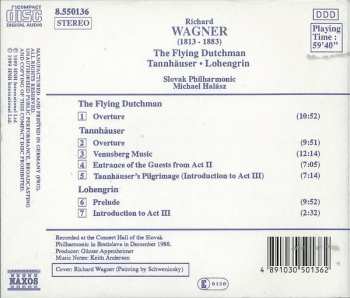 COMPACT
disc
DIGITAL AUDIO
8.550136
STEREO
Richard
WAGNER
(1813 - 1883)
The Flying Dutchman
Tannhäuser • Lohengrin
Slovak Philharmonic
Michael Halász
DDD
Playing
Time :
59'40"
The Flying Dutchman
1 Overture (10:52)
Tannhäuser
2 Overture (9:51)
3 Venusberg Music (12:14)
4 Entrance of the Guests from Act II (7:05)
5 Tannhäuser's Pilgrimage (Introduction to Act III) (7:14)
Lohengrin
6 Prelude (9:52)
7 Introduction to Act III (2:32)
Recorded at the Concert Hall of the Slovak
Philharmonic in Bratislava in December 1988.
Producer: Günter Appenheimer
Music Notes: Keith Anderson
Cover: Richard Wagner (Painting by Schweninsky)
NAXOS
4 891030 501362